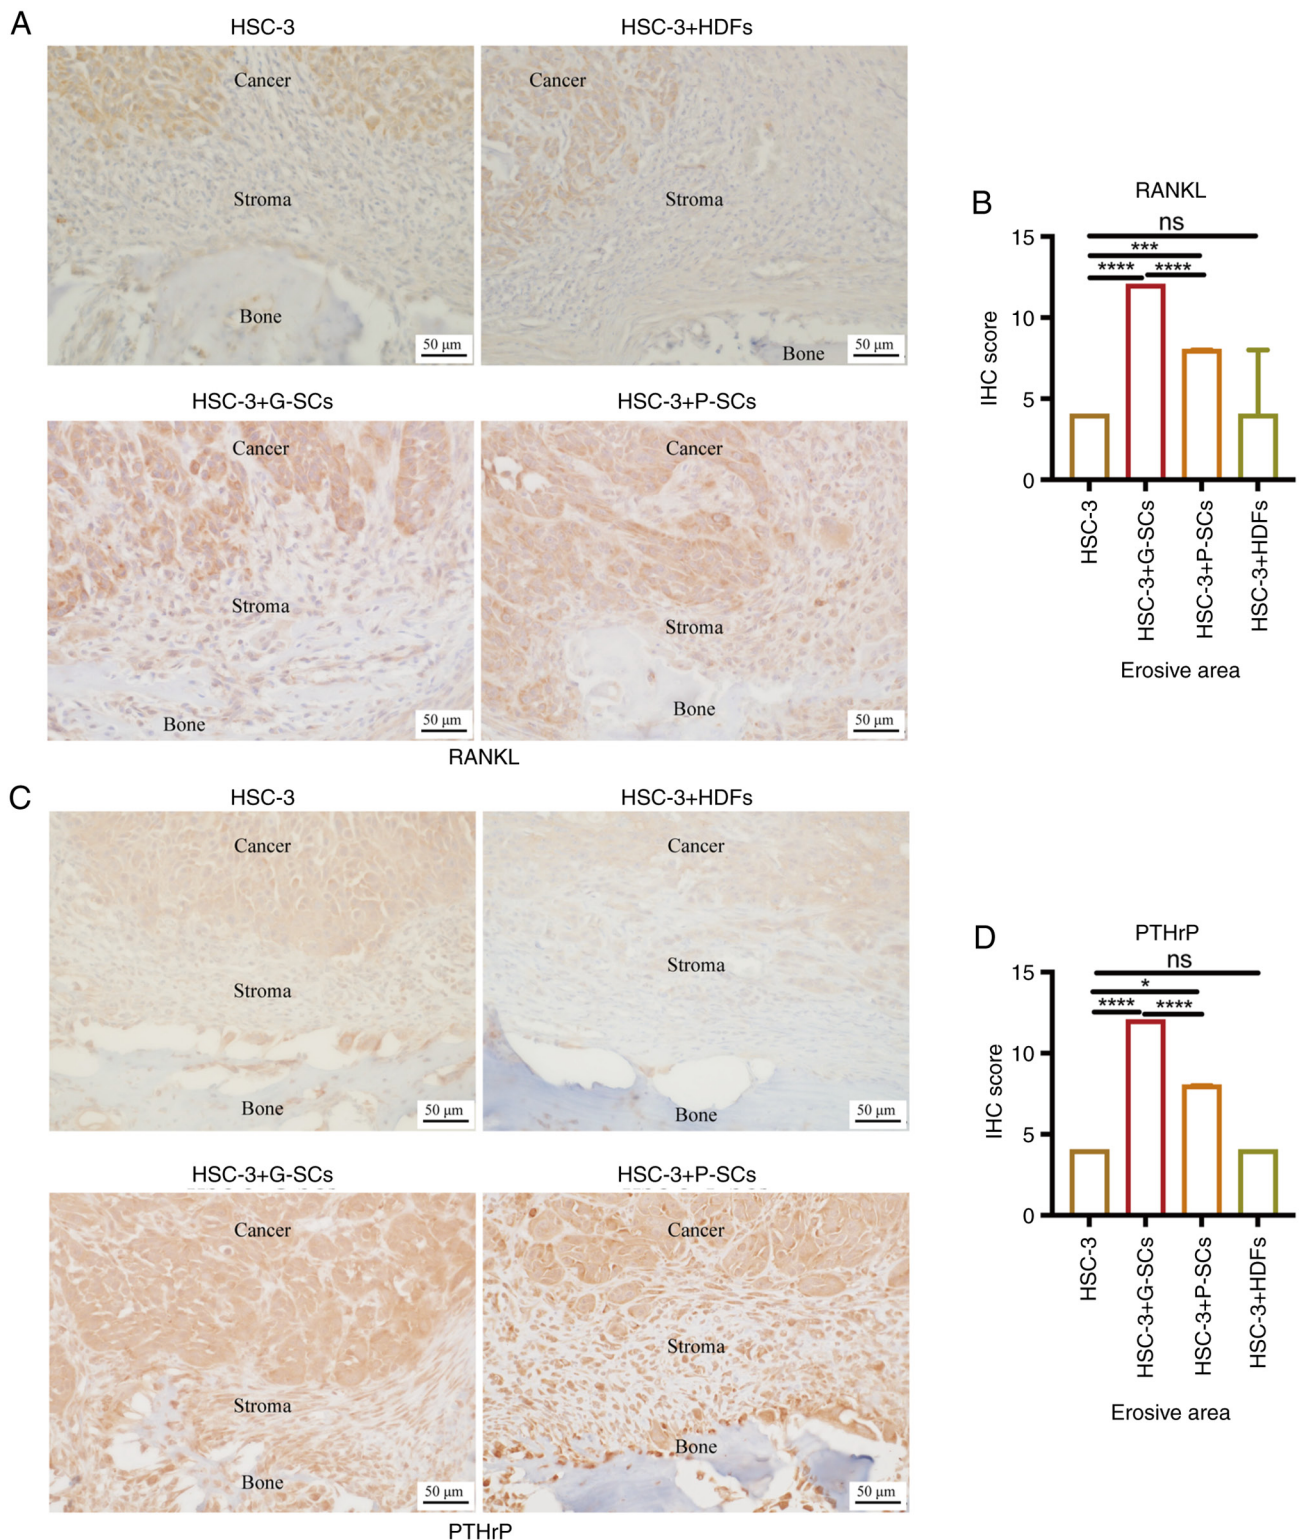 A
HSC-3
HSC-3+HDFs
Cancer
Cancer
Stroma
Stroma
Bone
50 µm
Bone
50 µm
HSC-3+G-SCs
HSC-3+P-SCs
Cancer
Cancer
Stroma
Stroma
Bone
50 µm
Bone
50 µm
RANKL
B
RANKL
ns
***
**** ****
15
10
5
0
IHC score
HSC-3
HSC-3+G-SCs
HSC-3+P-SCs
HSC-3+HDFs
Erosive area
C
HSC-3
HSC-3+HDFs
Cancer
Cancer
Stroma
Stroma
Bone
50 µm
Bone
50 µm
HSC-3+G-SCs
HSC-3+P-SCs
Cancer
Cancer
Stroma
Stroma
Bone
50 µm
Bone
50 µm
PTHrP
D
PTHrP
ns
*
**** ****
15
10
5
0
IHC score
HSC-3
HSC-3+G-SCs
HSC-3+P-SCs
HSC-3+HDFs
Erosive area